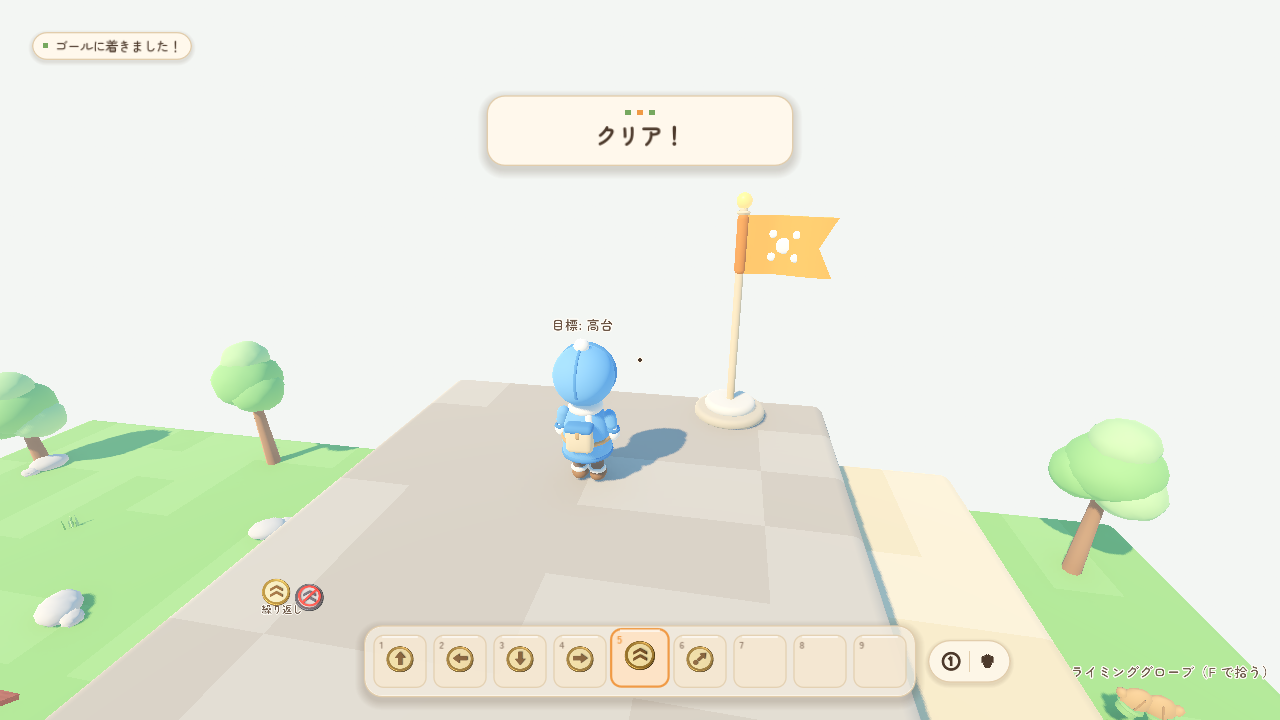 ゴールに着きました！
クリア！
目標: 高台
繰り返し
1 2 3 4 5 6 7 8 9
①
ライミンググローブ（F で拾う）